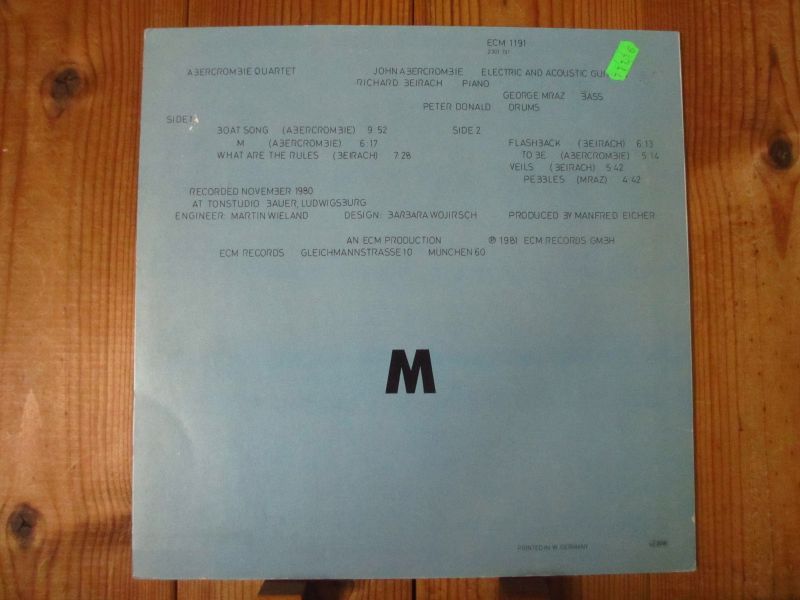 ECM 1191
2301 191
ABERCROMBIE QUARTET JOHN ABERCROMBIE ELECTRIC AND ACOUSTIC
RICHARD BEIRACH PIANO
GEORGE MRAZ BASS
PETER DONALD DRUMS
SIDE 1
BOAT SONG (ABERCROMBIE) 9:52 SIDE 2
M (ABERCROMBIE) 6:17 FLASHBACK (BEIRACH) 6:13
WHAT ARE THE RULES (BEIRACH) 7:28 TO BE (ABERCROMBIE) 5:14
VEILS (BEIRACH) 5:42
PEBBLES (MRAZ) 4:42
RECORDED NOVEMBER 1980
AT TONSTUDIO BAUER, LUDWIGSBURG
ENGINEER: MARTIN WIELAND DESIGN: BARBARA WOJIRSCH PRODUCED BY MANFRED EICHER
AN ECM PRODUCTION ℗ 1981 ECM RECORDS GMBH
ECM RECORDS GLEICHMANNSTRASSE 10 MÜNCHEN 60
M
PRINTED IN W. GERMANY